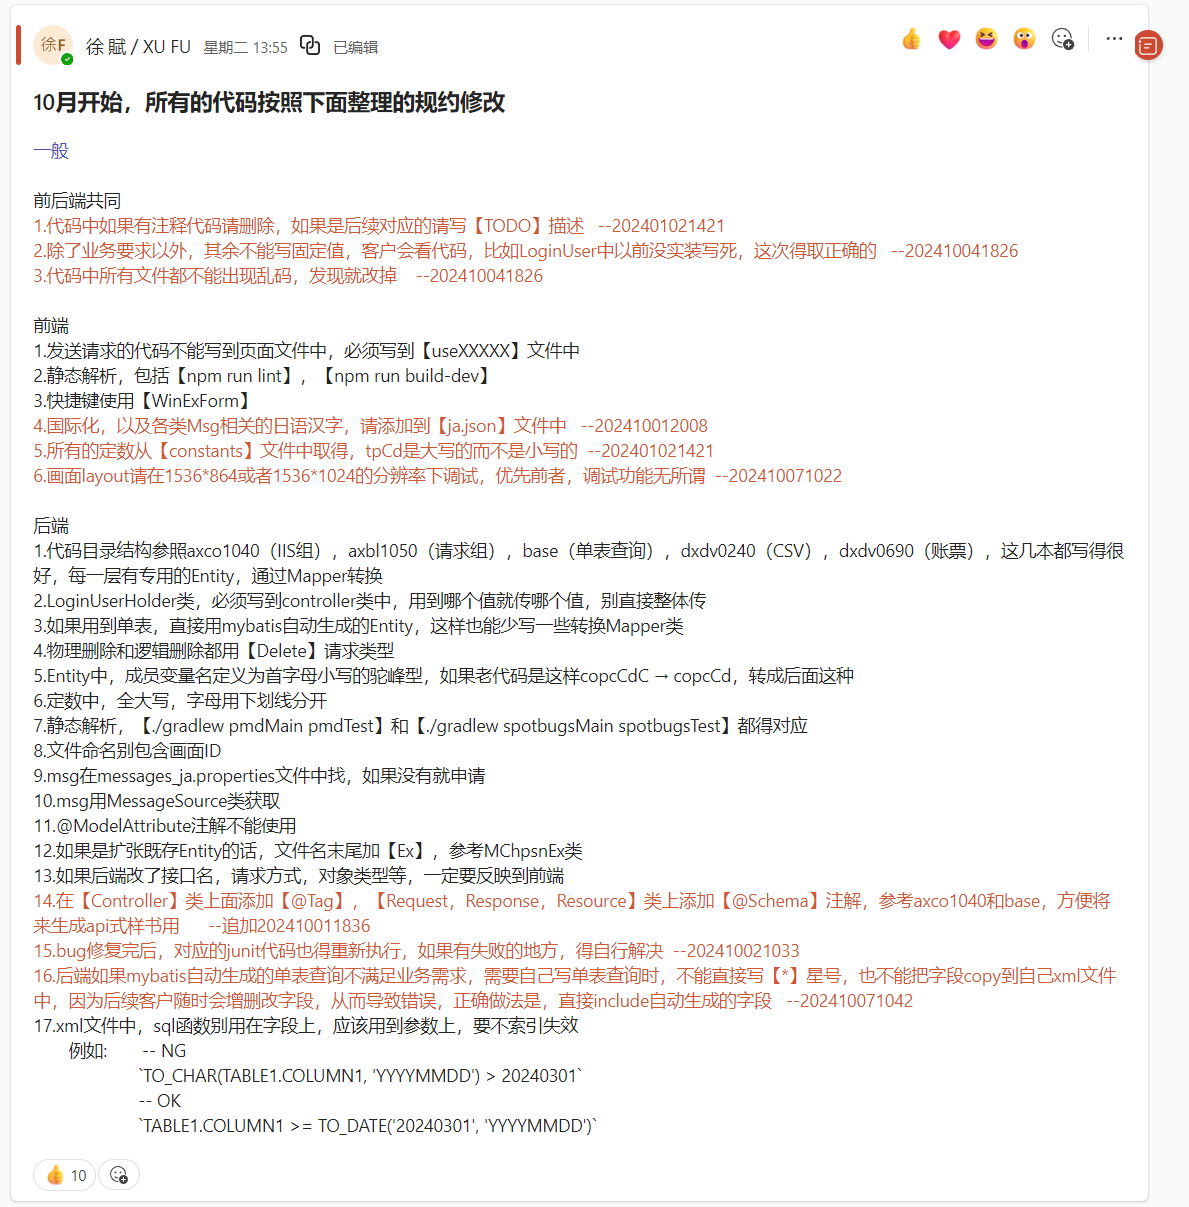 徐F 徐 賦 / XU FU 星期二 13:55 已编辑
10月开始，所有的代码按照下面整理的规约修改
一般
前后端共同
1.代码中如果有注释代码请删除，如果是后续对应的请写【TODO】描述 --202401021421
2.除了业务要求以外，其余不能写固定值，客户会看代码，比如LoginUser中以前没实装写死，这次得取正确的 --202410041826
3.代码中所有文件都不能出现乱码，发现就改掉 --202410041826
前端
1.发送请求的代码不能写到页面文件中，必须写到【useXXXXX】文件中
2.静态解析，包括【npm run lint】，【npm run build-dev】
3.快捷键使用【WinExForm】
4.国际化，以及各类Msg相关的日语汉字，请添加到【ja.json】文件中 --202410012008
5.所有的定数从【constants】文件中取得，tpCd是大写的而不是小写的 --202401021421
6.画面layout请在1536*864或者1536*1024的分辨率下调试，优先前者，调试功能无所谓 --202410071022
后端
1.代码目录结构参照axco1040（IIS组），axbl1050（请求组），base（单表查询），dxdv0240（CSV），dxdv0690（账票），这几本都写得很
好，每一层有专用的Entity，通过Mapper转换
2.LoginUserHolder类，必须写到controller类中，用到哪个值就传哪个值，别直接整体传
3.如果用到单表，直接用mybatis自动生成的Entity，这样也能少写一些转换Mapper类
4.物理删除和逻辑删除都用【Delete】请求类型
5.Entity中，成员变量名定义为首字母小写的驼峰型，如果老代码是这样copcCdC → copcCd，转成后面这种
6.定数中，全大写，字母用下划线分开
7.静态解析，【./gradlew pmdMain pmdTest】和【./gradlew spotbugsMain spotbugsTest】都得对应
8.文件命名别包含画面ID
9.msg在messages_ja.properties文件中找，如果没有就申请
10.msg用MessageSource类获取
11.@ModelAttribute注解不能使用
12.如果是扩张既存Entity的话，文件名末尾加【Ex】，参考MChpsnEx类
13.如果后端改了接口名，请求方式，对象类型等，一定要反映到前端
14.在【Controller】类上面添加【@Tag】，【Request，Response，Resource】类上添加【@Schema】注解，参考axco1040和base，方便将
来生成api式样书用 --追加202410011836
15.bug修复完后，对应的junit代码也得重新执行，如果有失败的地方，得自行解决 --202410021033
16.后端如果mybatis自动生成的单表查询不满足业务需求，需要自己写单表查询时，不能直接写【*】星号，也不能把字段copy到自己xml文件
中，因为后续客户随时会增删改字段，从而导致错误，正确做法是，直接include自动生成的字段 --202410071042
17.xml文件中，sql函数别用在字段上，应该用到参数上，要不索引失效
例如: -- NG
`TO_CHAR(TABLE1.COLUMN1, 'YYYYMMDD') > 20240301`
-- OK
`TABLE1.COLUMN1 >= TO_DATE('20240301', 'YYYYMMDD')`
10